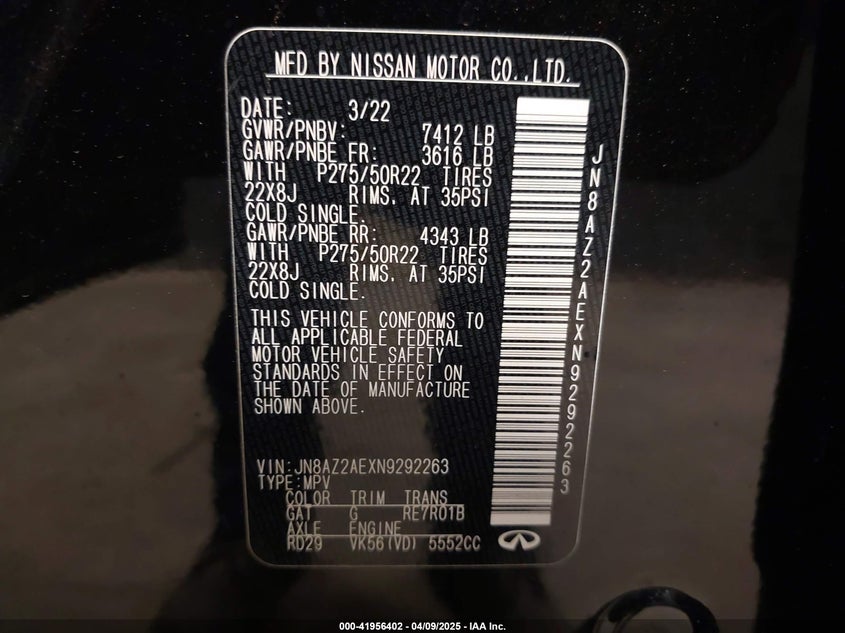 MFD BY NISSAN MOTOR CO.,LTD.
DATE: 3/22
GVWR/PNBV: 7412 LB
GAWR/PNBE FR: 3616 LB
WITH P275/50R22 TIRES
22X8J RIMS, AT 35PSI
COLD SINGLE.
GAWR/PNBE RR: 4343 LB
WITH P275/50R22 TIRES
22X8J RIMS, AT 35PSI
COLD SINGLE.
THIS VEHICLE CONFORMS TO
ALL APPLICABLE FEDERAL
MOTOR VEHICLE SAFETY
STANDARDS IN EFFECT ON
THE DATE OF MANUFACTURE
SHOWN ABOVE.
VIN:JN8AZ2AEXN9292263
TYPE:MPV
COLOR TRIM TRANS
GAT G RE7R01B
AXLE ENGINE
RD29 VK56(VD) 5552CC
JN8AZ2AEXN9292263
000-41956402 - 04/09/2025 - IAA Inc.